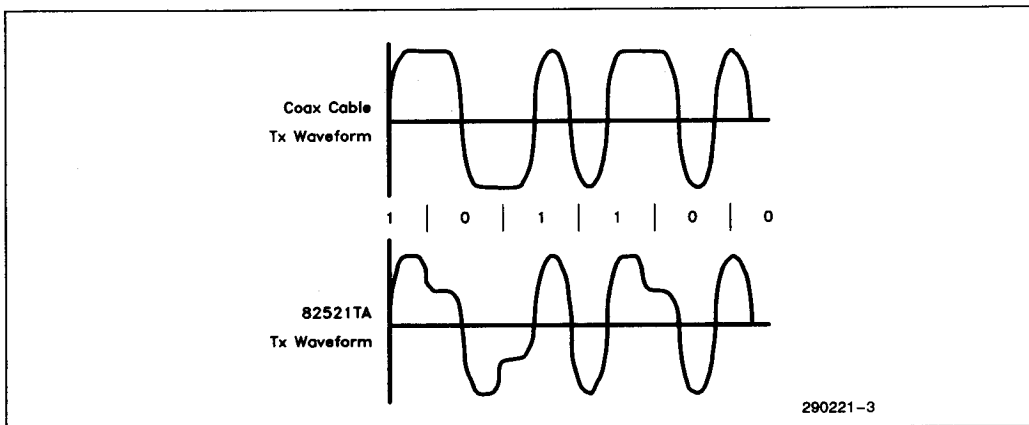 Coax Cable
Tx Waveform
1 | 0 | 1 | 1 | 0 | 0
82521TA
Tx Waveform
290221-3